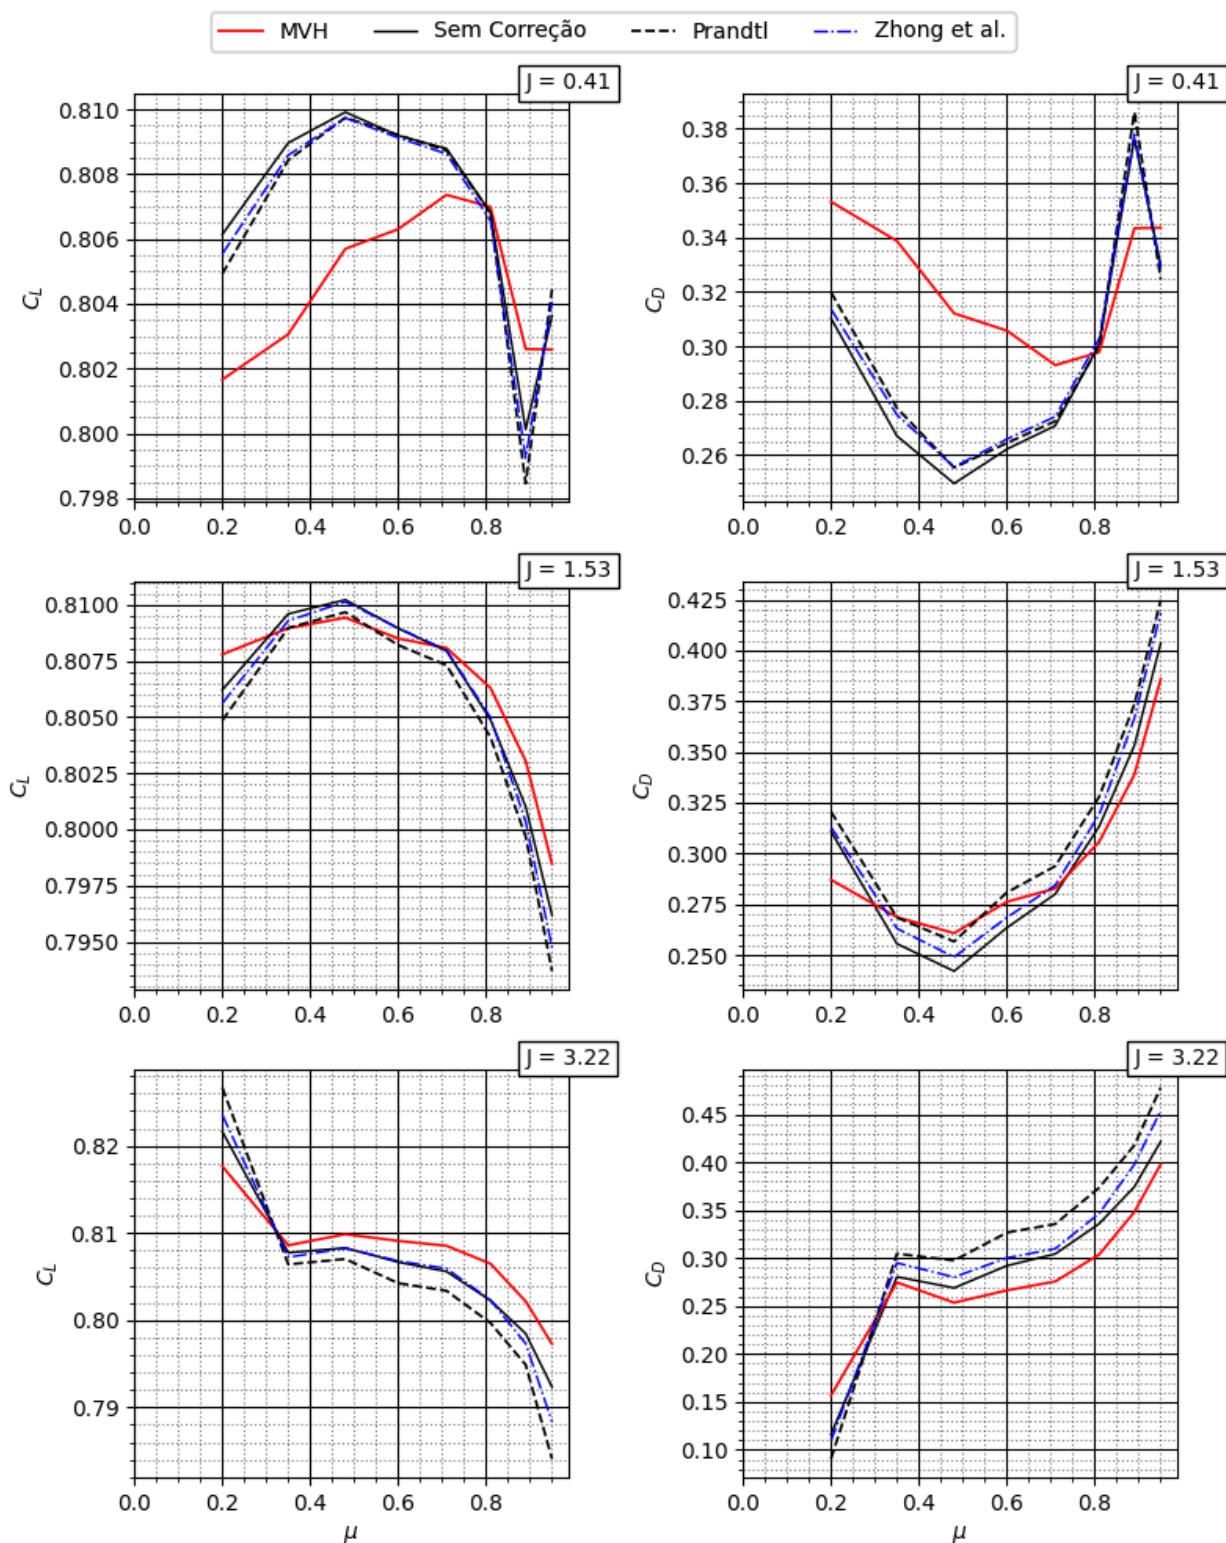 MVH Sem Correção Prandtl Zhong et al.
J = 0.41
0.810
0.808
0.806
0.804
0.802
0.800
0.798
C_L
0.0 0.2 0.4 0.6 0.8
J = 0.41
0.38
0.36
0.34
0.32
0.30
0.28
0.26
C_D
0.0 0.2 0.4 0.6 0.8
J = 1.53
0.8100
0.8075
0.8050
0.8025
0.8000
0.7975
0.7950
C_L
0.0 0.2 0.4 0.6 0.8
J = 1.53
0.425
0.400
0.375
0.350
0.325
0.300
0.275
0.250
C_D
0.0 0.2 0.4 0.6 0.8
J = 3.22
0.82
0.81
0.80
0.79
C_L
0.0 0.2 0.4 0.6 0.8
μ
J = 3.22
0.45
0.40
0.35
0.30
0.25
0.20
0.15
0.10
C_D
0.0 0.2 0.4 0.6 0.8
μ